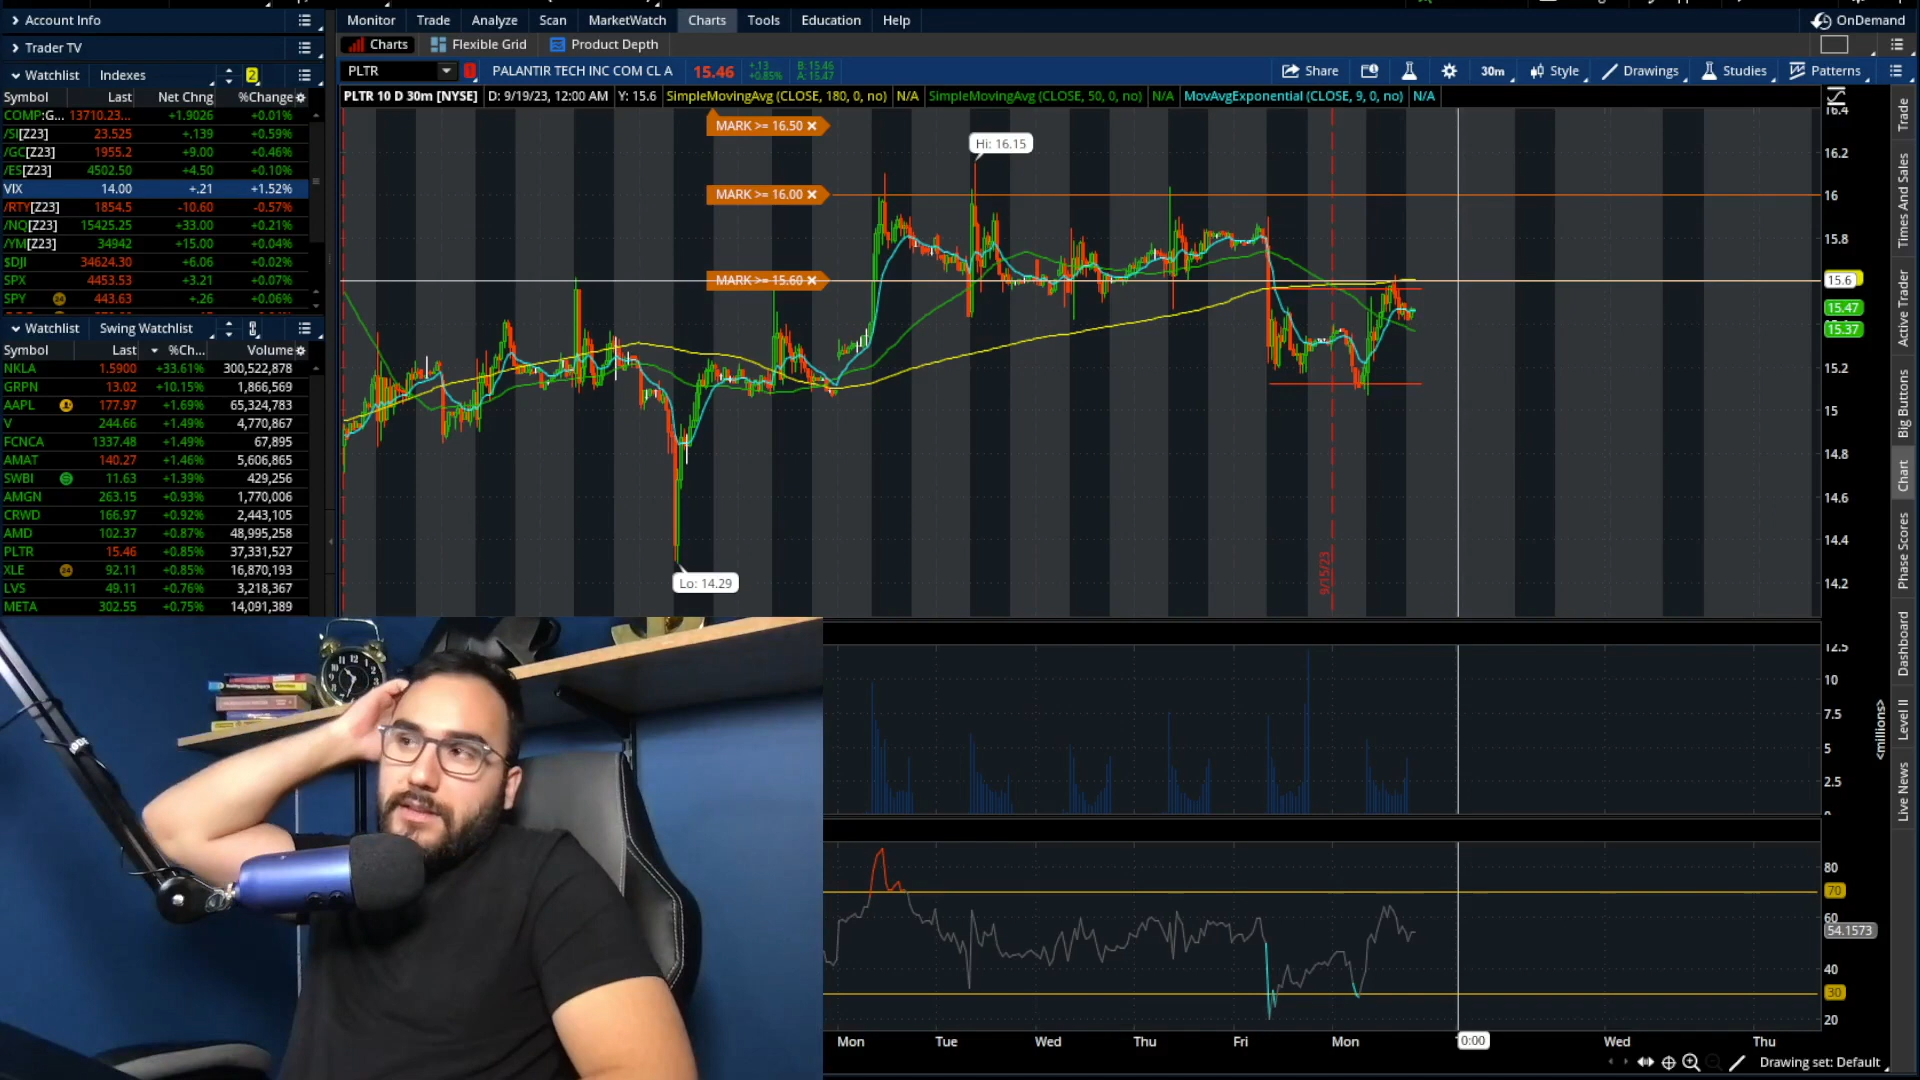 Account Info
Trader TV
Watchlist Indexes 2
Symbol Last Net Chng %Change
COMP:G... 13710.23... +1.9026 +0.01%
/SI[Z23] 23.525 +.139 +0.59%
/GC[Z23] 1955.2 +9.00 +0.46%
/ES[Z23] 4502.50 +4.50 +0.10%
VIX 14.00 +.21 +1.52%
/RTY[Z23] 1854.5 -10.60 -0.57%
/NQ[Z23] 15425.25 +33.00 +0.21%
/YM[Z23] 34942 +15.00 +0.04%
$DJI 34624.30 +6.06 +0.02%
SPX 4453.53 +3.21 +0.07%
SPY 443.63 +.26 +0.06%
Watchlist Swing Watchlist
Symbol Last %Ch... Volume
NKLA 1.5900 +33.61% 300,522,878
GRPN 13.02 +10.15% 1,866,569
AAPL 177.97 +1.69% 65,324,783
V 244.66 +1.49% 4,770,867
FCNCA 1337.48 +1.49% 67,895
AMAT 140.27 +1.46% 5,606,865
SWBI 11.63 +1.39% 429,256
AMGN 263.15 +0.93% 1,770,006
CRWD 166.97 +0.92% 2,443,105
AMD 102.37 +0.87% 48,995,258
PLTR 15.46 +0.85% 37,331,527
XLE 92.11 +0.85% 16,870,193
LVS 49.11 +0.76% 3,218,367
META 302.55 +0.75% 14,091,389
Monitor Trade Analyze Scan MarketWatch Charts Tools Education Help OnDemand
Charts Flexible Grid Product Depth
PLTR PALANTIR TECH INC COM CL A 15.46 +.13 B: 15.46
+0.85% A: 15.47
Share 30m Style Drawings Studies Patterns
PLTR 10 D 30m [NYSE] D: 9/19/23, 12:00 AM Y: 15.6 SimpleMovingAvg (CLOSE, 180, 0, no) N/A SimpleMovingAvg (CLOSE, 50, 0, no) N/A MovAvgExponential (CLOSE, 9, 0, no) N/A
MARK >= 16.50
MARK >= 16.00
MARK >= 15.60
Hi: 16.15
Lo: 14.29
9/15/23
16.4
16.2
16
15.8
15.6
15.47
15.37
15.2
15
14.8
14.6
14.4
14.2
12.5
10
7.5
5
2.5
<millions>
80
70
60
54.1573
40
30
20
Mon Tue Wed Thu Fri Mon 0:00 Wed Thu
Drawing set: Default
Trade
Times And Sales
Active Trader
Big Buttons
Chart
Phase Scores
Dashboard
Level II
Live News